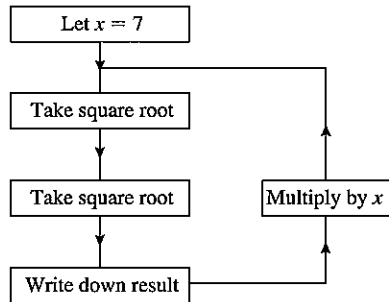 Let x = 7
Take square root
Take square root
Multiply by x
Write down result